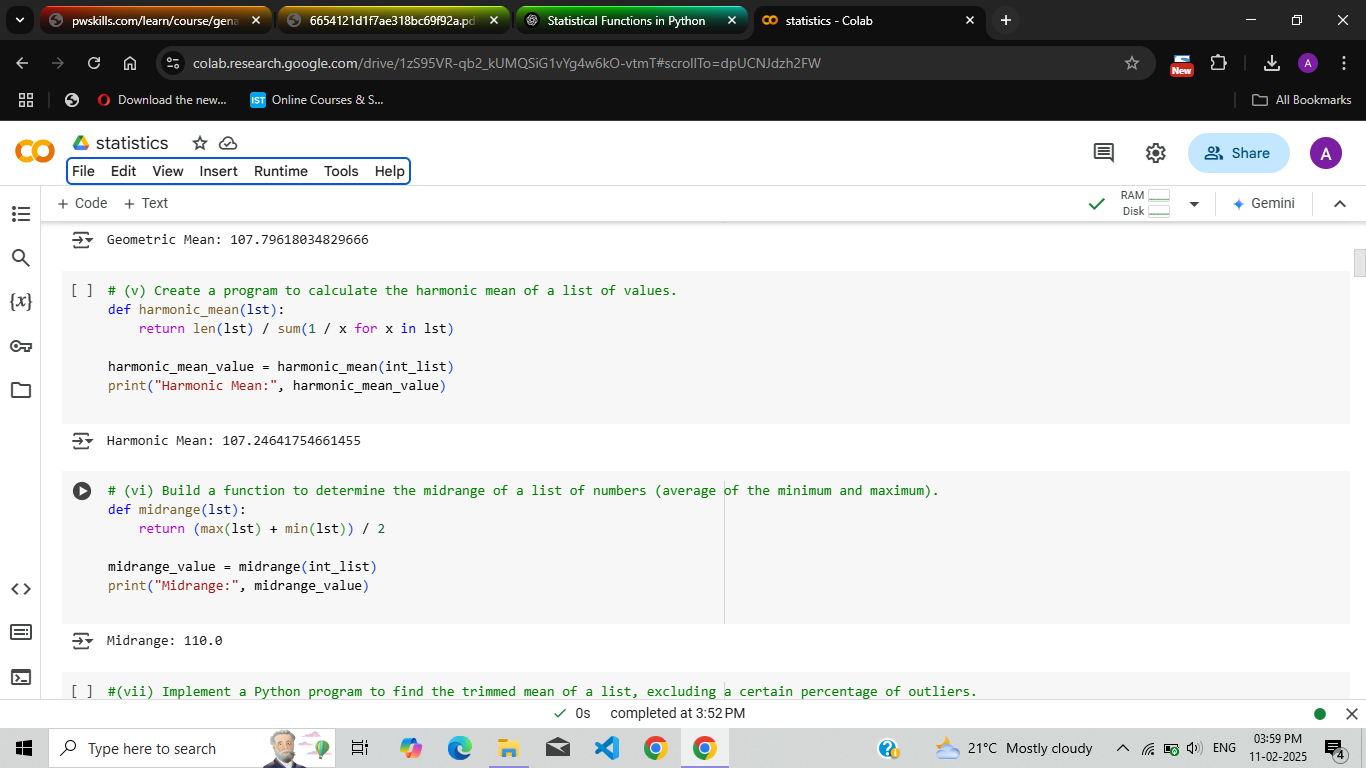 pwskills.com/learn/course/gena
6654121d1f7ae318bc69f92a.pd
Statistical Functions in Python
statistics - Colab
colab.research.google.com/drive/1zS95VR-qb2_kUMQSiG1vYg4w6kO-vtmT#scrollTo=dpUCNJdzh2FW
New
A
Download the new...
IST
Online Courses & S...
All Bookmarks
statistics
Share
A
File Edit View Insert Runtime Tools Help
+ Code + Text
RAM
Disk
Gemini
Geometric Mean: 107.79618034829666
[ ] # (v) Create a program to calculate the harmonic mean of a list of values.
def harmonic_mean(lst):
return len(lst) / sum(1 / x for x in lst)
harmonic_mean_value = harmonic_mean(int_list)
print("Harmonic Mean:", harmonic_mean_value)
Harmonic Mean: 107.24641754661455
# (vi) Build a function to determine the midrange of a list of numbers (average of the minimum and maximum).
def midrange(lst):
return (max(lst) + min(lst)) / 2
midrange_value = midrange(int_list)
print("Midrange:", midrange_value)
Midrange: 110.0
[ ] #(vii) Implement a Python program to find the trimmed mean of a list, excluding a certain percentage of outliers.
0s completed at 3:52 PM
Type here to search
21°C Mostly cloudy
ENG
03:59 PM
11-02-2025
4